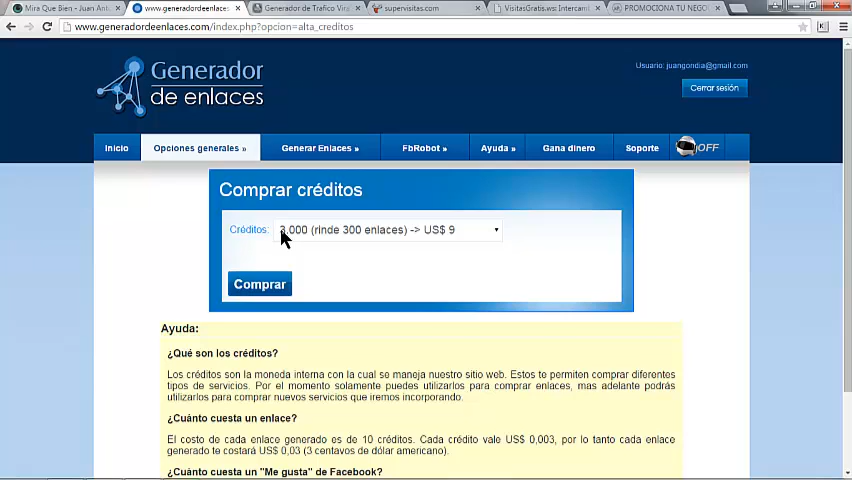 Mira Que Bien - Juan Anto
www.generadordeenlaces.
Generador de Trafico Vira
supervisitas.com
VisitasGratis.ws: Intercam
PROMOCIONA TU NEGO
www.generadordeenlaces.com/index.php?opcion=alta_creditos
Generador
de enlaces
Usuario: juangondia@gmail.com
Cerrar sesión
Inicio
Opciones generales »
Generar Enlaces »
FbRobot »
Ayuda »
Gana dinero
Soporte
OFF
Comprar créditos
Créditos:
3.000 (rinde 300 enlaces) -> US$ 9
Comprar
Ayuda:
¿Qué son los créditos?
Los créditos son la moneda interna con la cual se maneja nuestro sitio web. Estos te permiten comprar diferentes
tipos de servicios. Por el momento solamente puedes utilizarlos para comprar enlaces, mas adelante podrás
utilizarlos para comprar nuevos servicios que iremos incorporando.
¿Cuánto cuesta un enlace?
El costo de cada enlace generado es de 10 créditos. Cada crédito vale US$ 0,003, por lo tanto cada enlace
generado te costará US$ 0,03 (3 centavos de dólar americano).
¿Cuánto cuesta un "Me gusta" de Facebook?